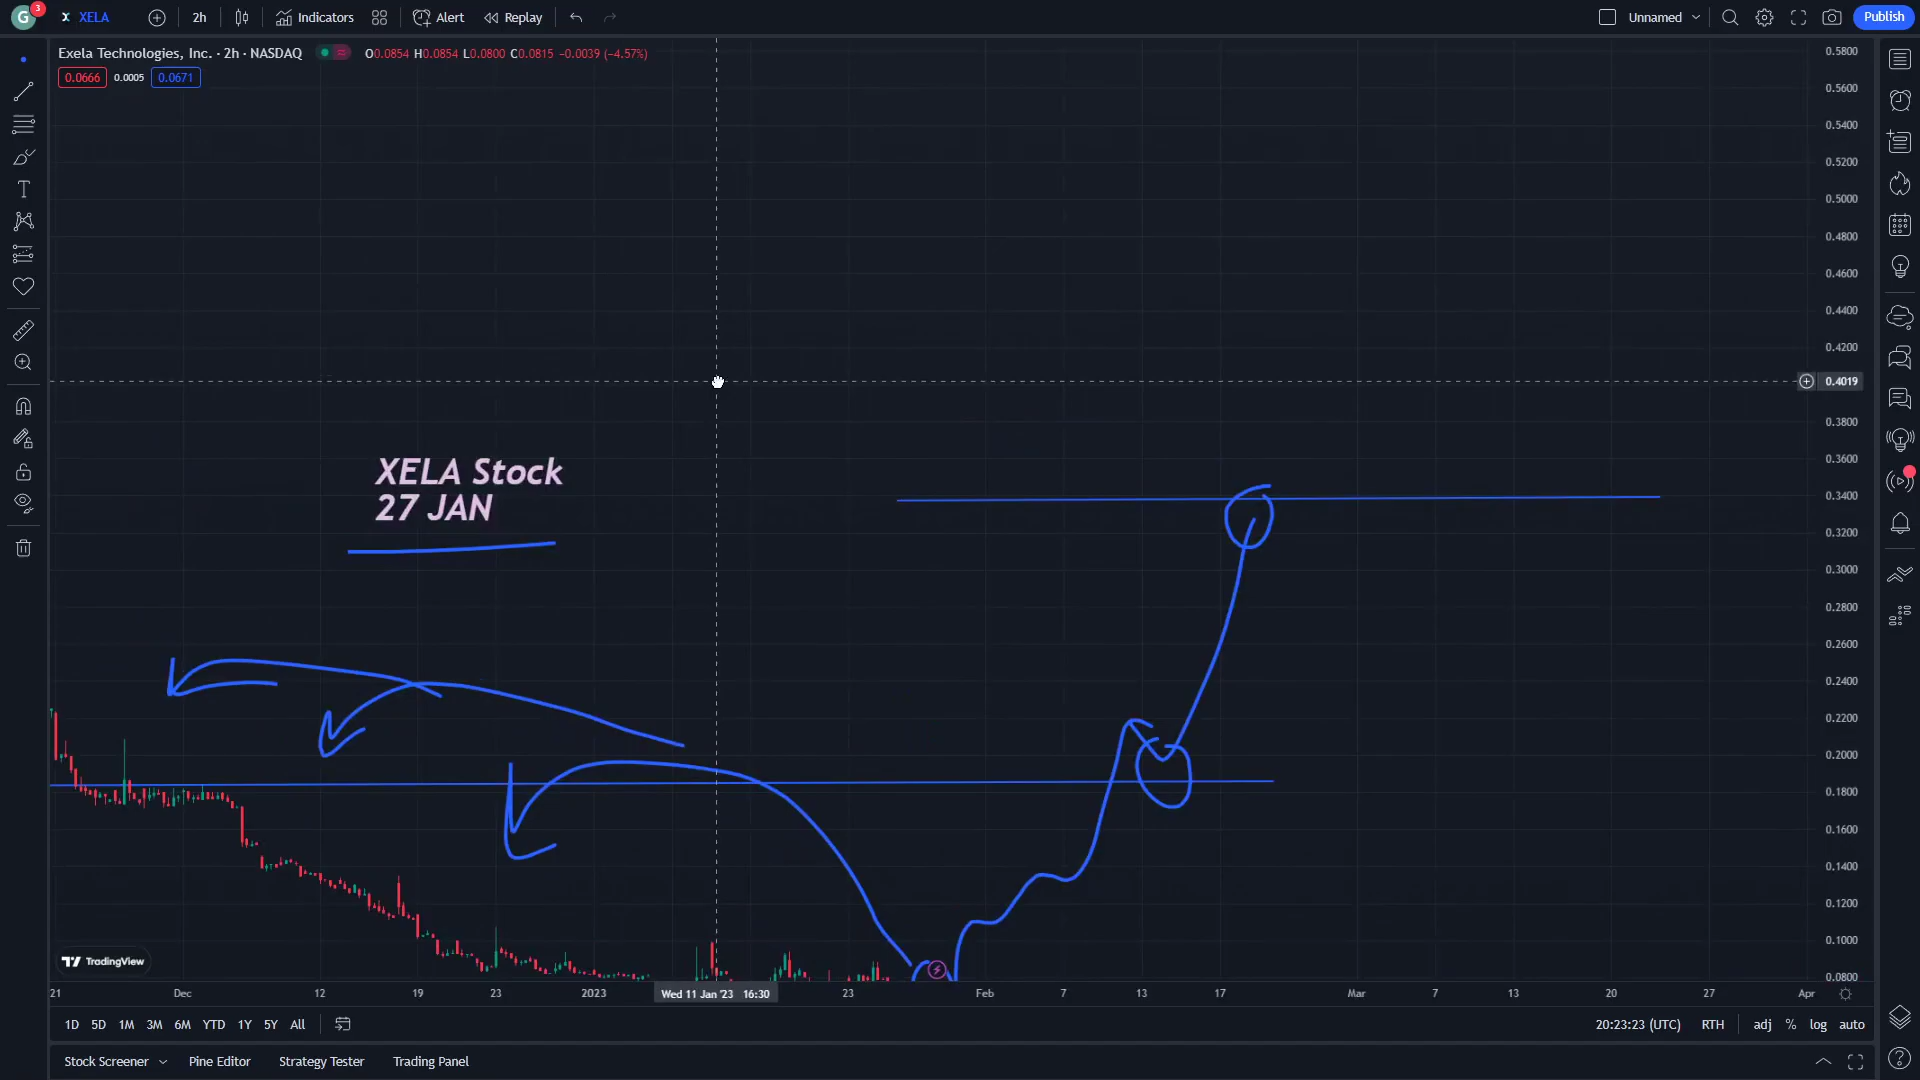 G 3 XELA 2h Indicators Alert Replay Unnamed Publish
Exela Technologies, Inc. · 2h · NASDAQ O0.0854 H0.0854 L0.0800 C0.0815 −0.0039 (−4.57%)
0.0666 0.0005 0.0671
0.5800
0.5600
0.5400
0.5200
0.5000
0.4800
0.4600
0.4400
0.4200
0.4019
0.3800
0.3600
XELA Stock
0.3400
27 JAN
0.3200
0.3000
0.2800
0.2600
0.2400
0.2200
0.2000
0.1800
0.1600
0.1400
0.1200
0.1000
TradingView
0.0800
21 Dec 12 19 23 2023 Wed 11 Jan '23 16:30 23 Feb 7 13 17 Mar 7 13 20 27 Apr
1D 5D 1M 3M 6M YTD 1Y 5Y All 20:23:23 (UTC) RTH adj % log auto
Stock Screener Pine Editor Strategy Tester Trading Panel